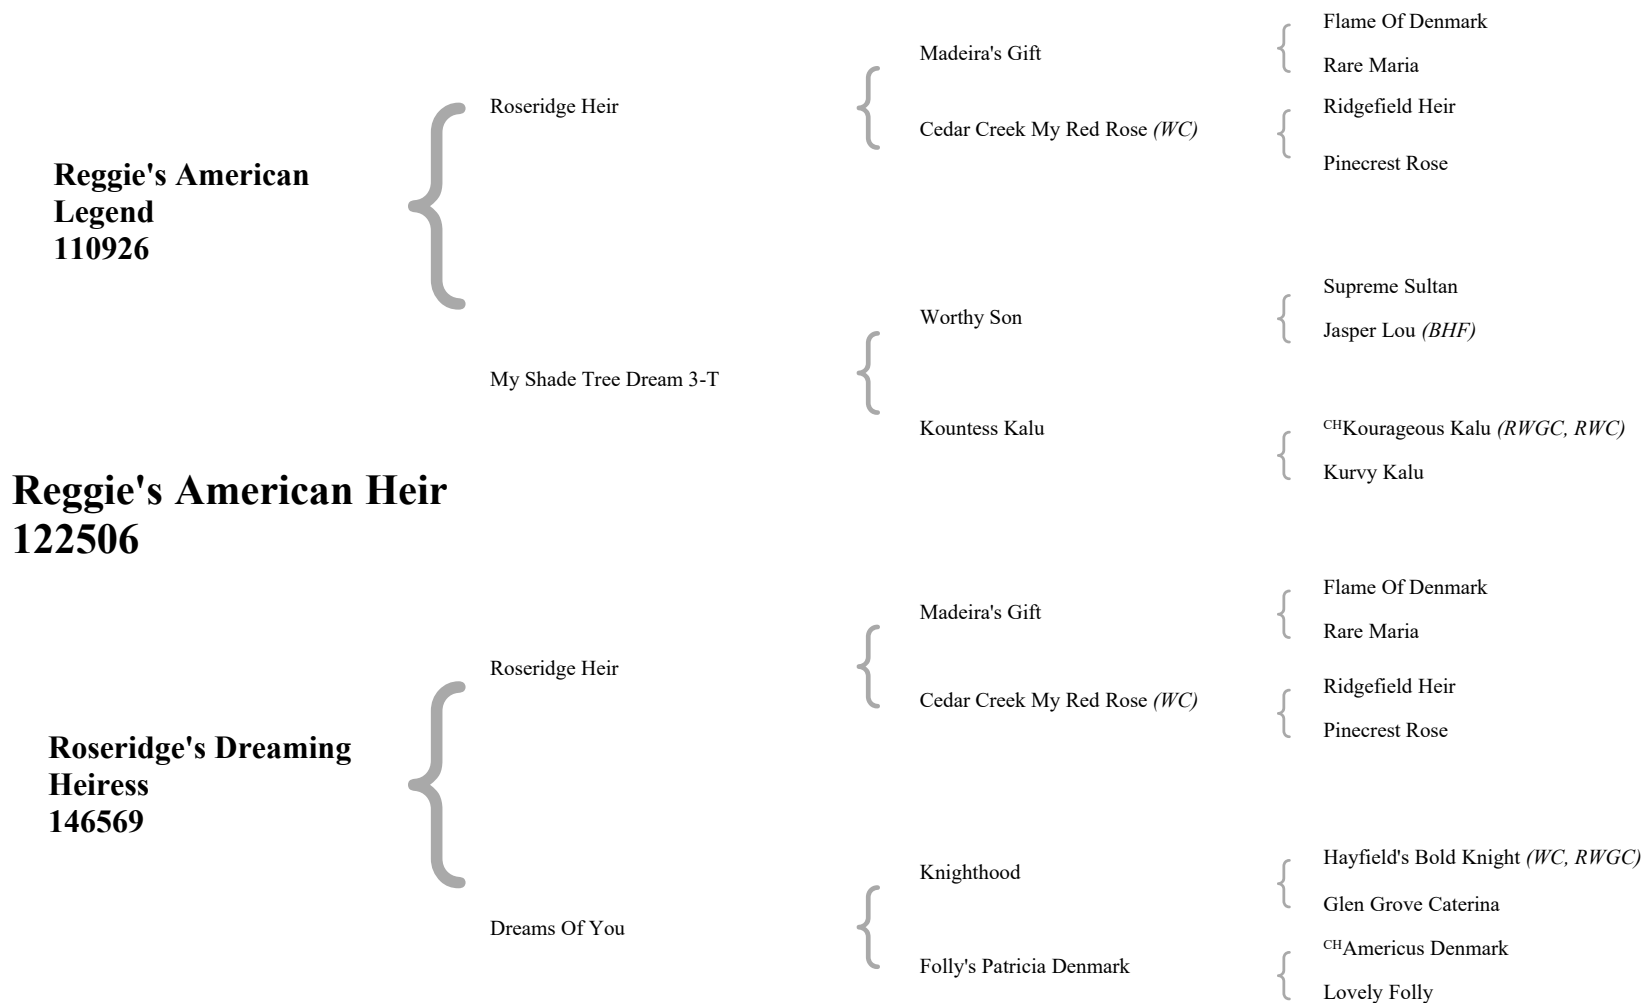 Flame Of Denmark
Madeira's Gift
Rare Maria
Roseridge Heir
Ridgefield Heir
Cedar Creek My Red Rose (WC)
Pinecrest Rose
Reggie's American
Legend
110926
Supreme Sultan
Worthy Son
Jasper Lou (BHF)
My Shade Tree Dream 3-T
Kountess Kalu
CHKourageous Kalu (RWGC, RWC)
Kurvy Kalu
Reggie's American Heir
122506
Flame Of Denmark
Madeira's Gift
Rare Maria
Roseridge Heir
Ridgefield Heir
Cedar Creek My Red Rose (WC)
Pinecrest Rose
Roseridge's Dreaming
Heiress
146569
Hayfield's Bold Knight (WC, RWGC)
Knighthood
Glen Grove Caterina
Dreams Of You
CHAmericus Denmark
Folly's Patricia Denmark
Lovely Folly